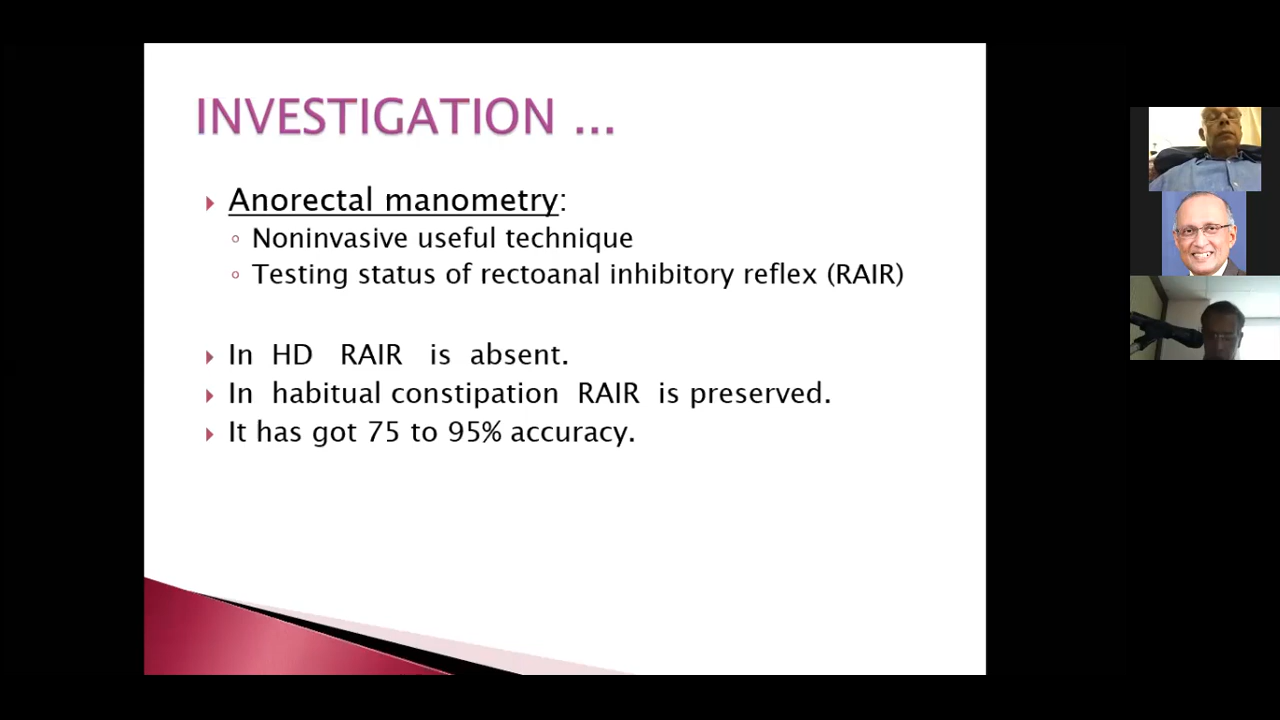 INVESTIGATION ...
Anorectal manometry:
Noninvasive useful technique
Testing status of rectoanal inhibitory reflex (RAIR)
In HD RAIR is absent.
In habitual constipation RAIR is preserved.
It has got 75 to 95% accuracy.